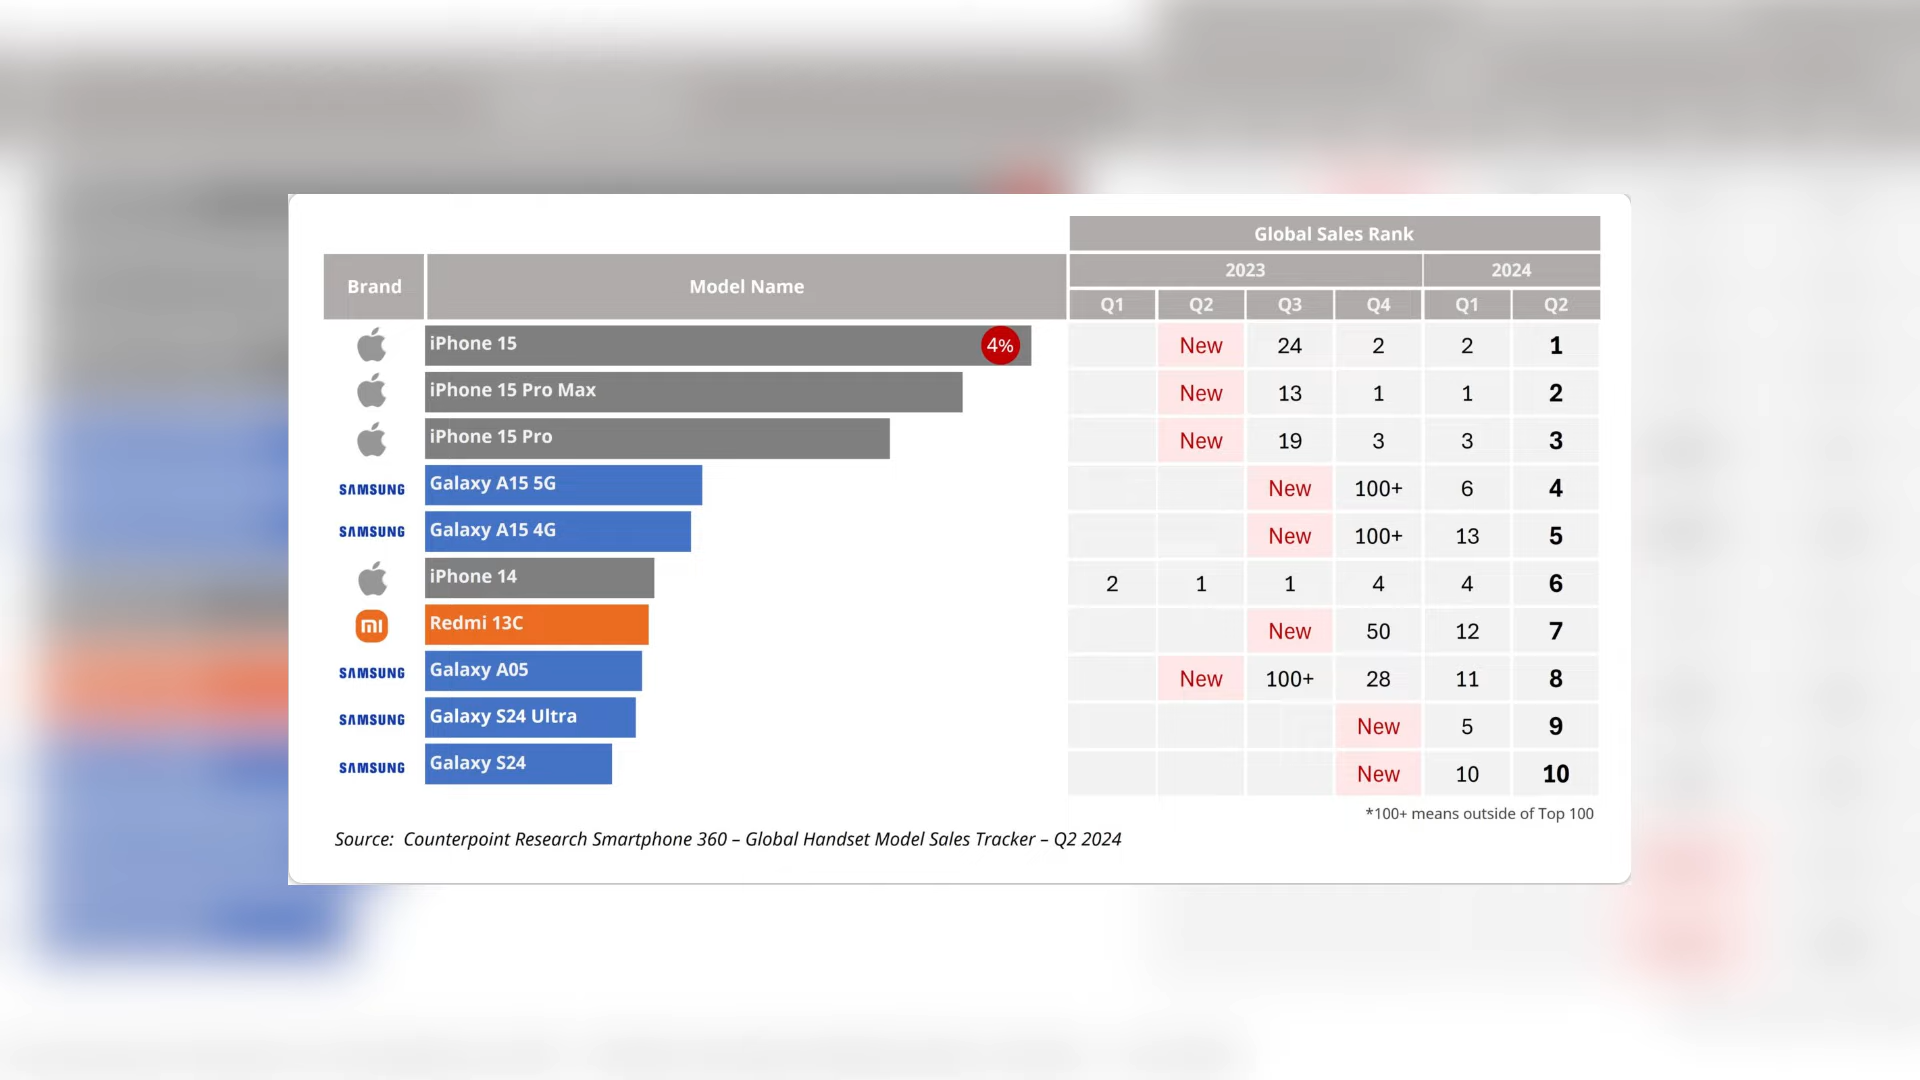 Global Sales Rank
Brand Model Name 2023 2024
Q1 Q2 Q3 Q4 Q1 Q2
iPhone 15 4% New 24 2 2 1
iPhone 15 Pro Max New 13 1 1 2
iPhone 15 Pro New 19 3 3 3
SAMSUNG Galaxy A15 5G New 100+ 6 4
SAMSUNG Galaxy A15 4G New 100+ 13 5
iPhone 14 2 1 1 4 4 6
mi Redmi 13C New 50 12 7
SAMSUNG Galaxy A05 New 100+ 28 11 8
SAMSUNG Galaxy S24 Ultra New 5 9
SAMSUNG Galaxy S24 New 10 10
*100+ means outside of Top 100
Source: Counterpoint Research Smartphone 360 – Global Handset Model Sales Tracker – Q2 2024